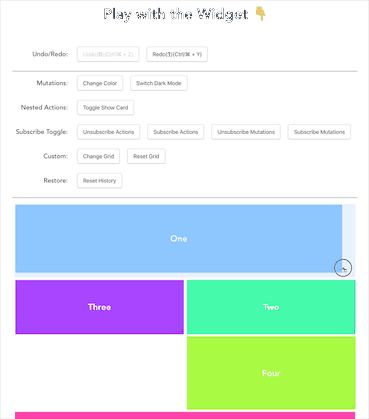 Play with the Widget 👇
Undo/Redo: Undo(0)(Ctrl/⌘ + Z) Redo(1)(Ctrl/⌘ + Y)
Mutations: Change Color Switch Dark Mode
Nested Actions: Toggle Show Card
Subscribe Toggle: Unsubscribe Actions Subscribe Actions Unsubscribe Mutations Subscribe Mutations
Custom: Change Grid Reset Grid
Restore: Reset History
One
Three Two
Four